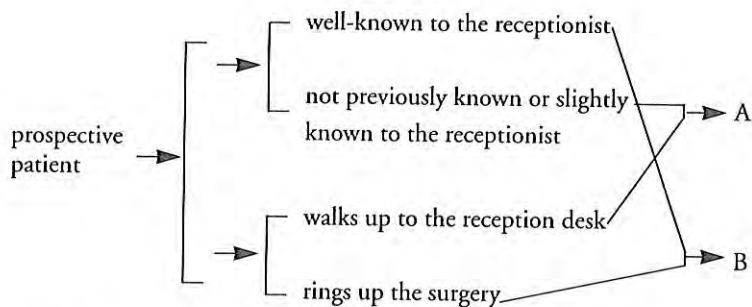 well-known to the receptionist
not previously known or slightly
known to the receptionist
A
prospective
patient
walks up to the reception desk
B
rings up the surgery